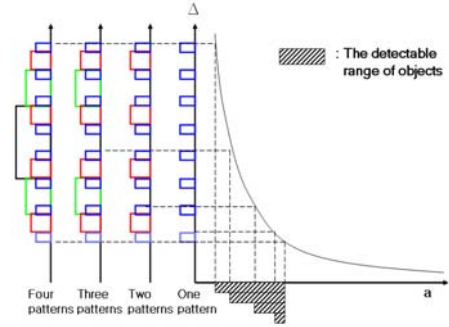 Δ
: The detectable
range of objects
Four
patterns
Three
patterns
Two
patterns
One
pattern
a